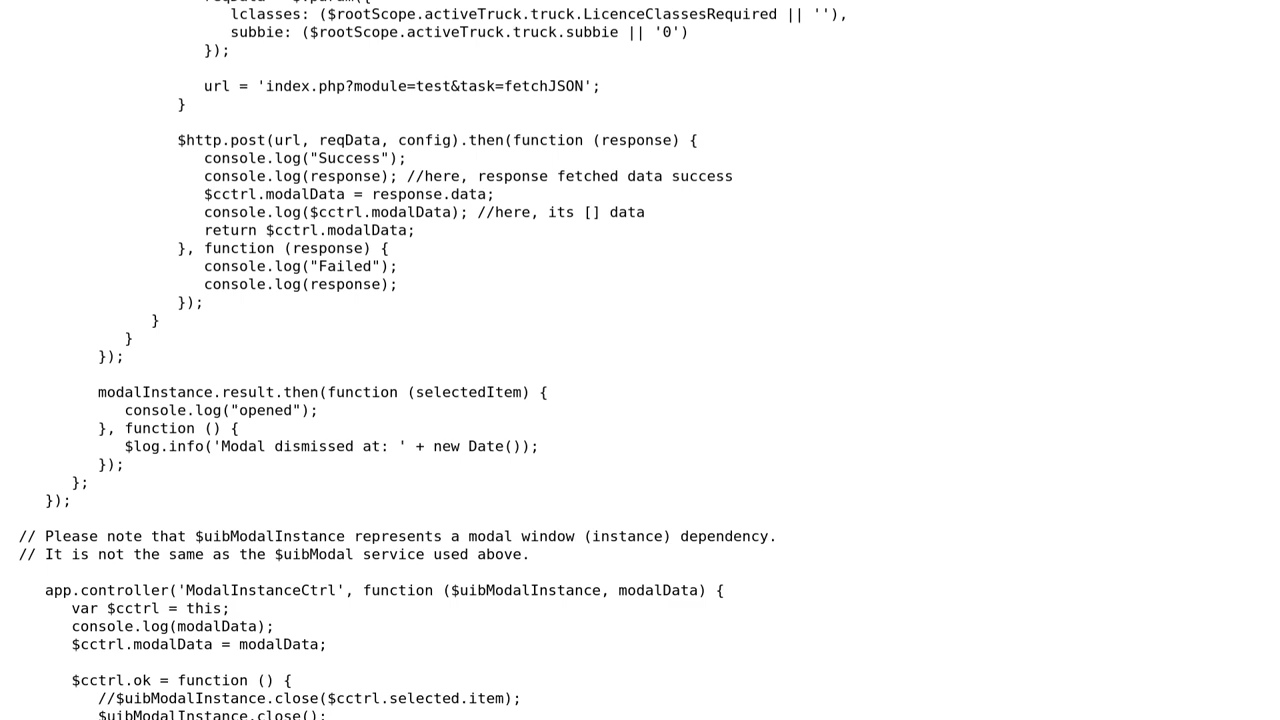 lclasses: ($rootScope.activeTruck.truck.LicenceClassesRequired || ''),
subbie: ($rootScope.activeTruck.truck.subbie || '0')
});
url = 'index.php?module=test&task=fetchJSON';
}
$http.post(url, reqData, config).then(function (response) {
console.log("Success");
console.log(response); //here, response fetched data success
$cctrl.modalData = response.data;
console.log($cctrl.modalData); //here, its [] data
return $cctrl.modalData;
}, function (response) {
console.log("Failed");
console.log(response);
});
}
}
});
modalInstance.result.then(function (selectedItem) {
console.log("opened");
}, function () {
$log.info('Modal dismissed at: ' + new Date());
});
};
});
// Please note that $uibModalInstance represents a modal window (instance) dependency.
// It is not the same as the $uibModal service used above.
app.controller('ModalInstanceCtrl', function ($uibModalInstance, modalData) {
var $cctrl = this;
console.log(modalData);
$cctrl.modalData = modalData;
$cctrl.ok = function () {
//$uibModalInstance.close($cctrl.selected.item);
$uibModalInstance.close();